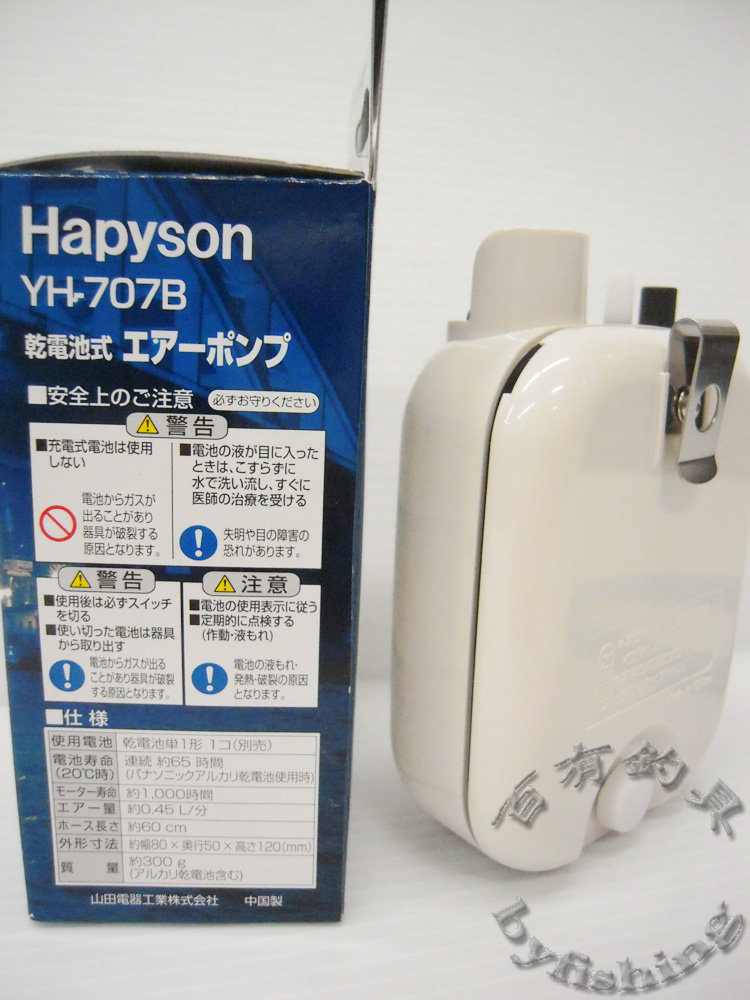 Hapyson
YH-707B
乾電池式 エアーポンプ
■安全上のご注意 必ずお守りください
警告
■充電式電池は使用
しない
電池からガスが
出ることがあり
器具が破裂する
原因となります。
■電池の液が目に入った
ときは、こすらずに
水で洗い流し、すぐに
医師の治療を受ける
失明や目の障害の
恐れがあります。
警告
■使用後は必ずスイッチ
を切る
■使い切った電池は器具
から取り出す
電池からガスが出る
ことがあり器具が破裂
する原因となります。
注意
■電池の使用表示に従う
■定期的に点検する
(作動・液もれ)
電池の液もれ・
発熱・破裂の原因
となります。
■仕様
使用電池 乾電池単1形 1コ(別売)
電池寿命 連続 約65 時間
(20℃時) (パナソニックアルカリ乾電池使用時)
モーター寿命 約1,000時間
エアー量 約0.45 L/分
ホース長さ 約60 cm
外形寸法 約幅80×奥行50×高さ120(mm)
質量 約300 g
(アルカリ乾電池含む)
山田電器工業株式会社 中国製
百有釣具
byfishing